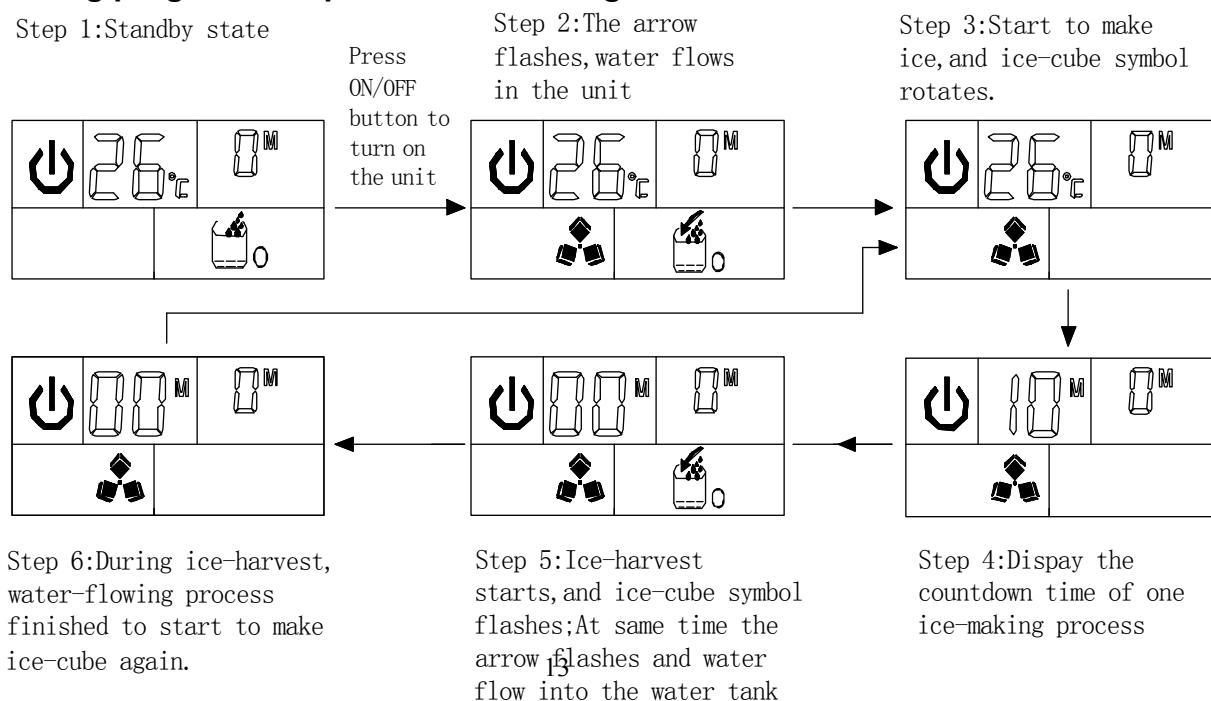 Step 1:Standby state
Press
ON/OFF
button to
turn on
the unit
Step 2:The arrow
flashes,water flows
in the unit
Step 3:Start to make
ice,and ice-cube symbol
rotates.
26℃
0 M
0
26℃
0 M
0
26℃
0 M
00 M
0 M
00 M
0 M
0
10 M
0 M
Step 6:During ice-harvest,
water-flowing process
finished to start to make
ice-cube again.
Step 5:Ice-harvest
starts,and ice-cube symbol
flashes;At same time the
arrow flashes and water
flow into the water tank
Step 4:Dispay the
countdown time of one
ice-making process
13